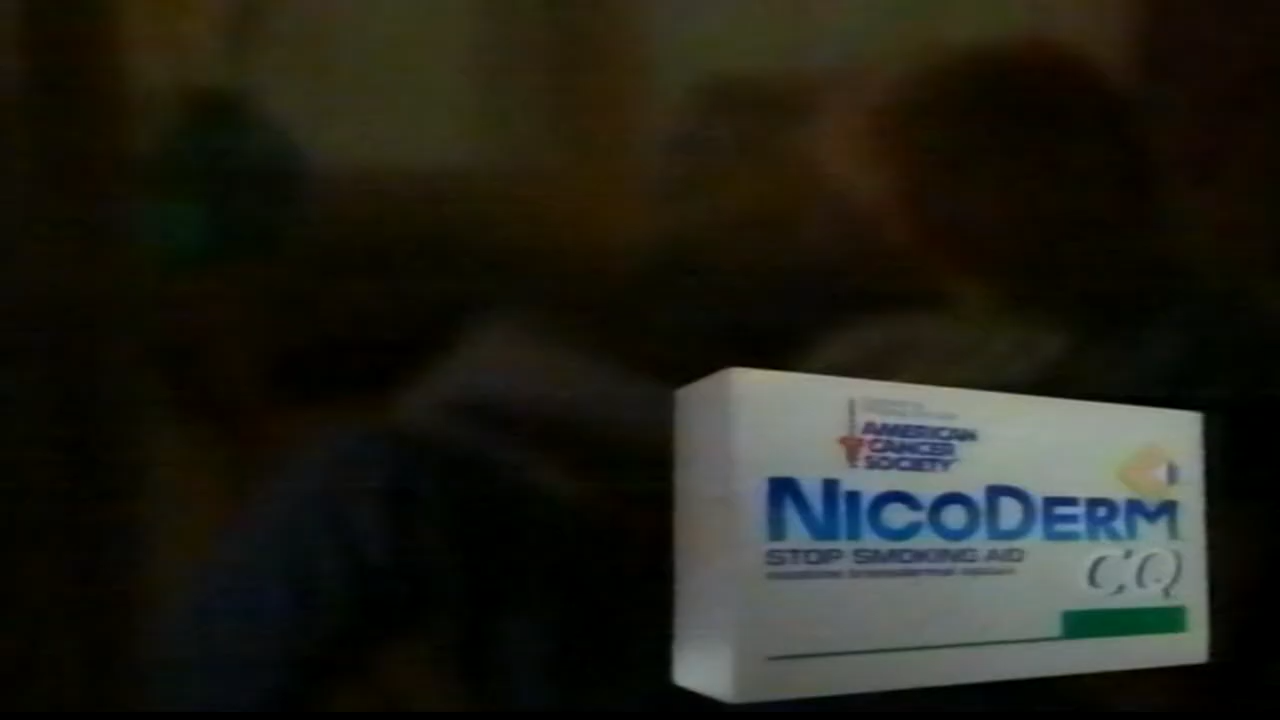 AMERICAN
CANCER
SOCIETY
NICODERM
STOP SMOKING AID
CQ